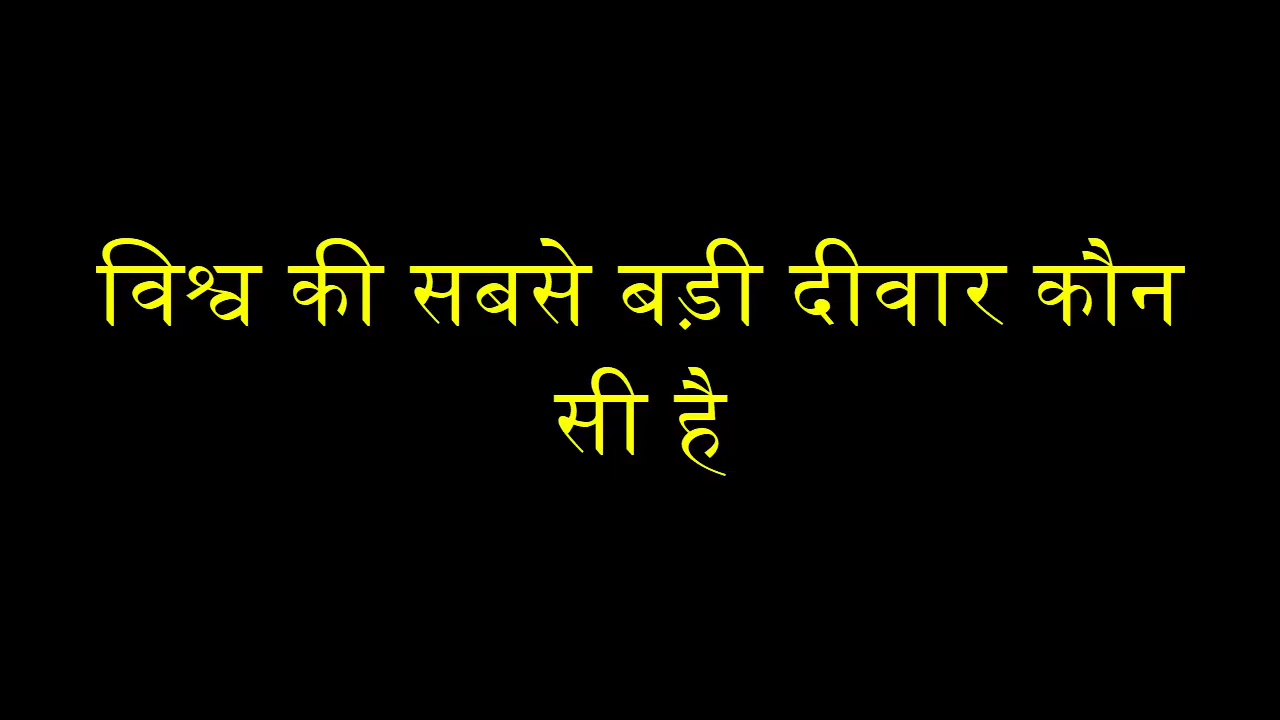 विश्व की सबसे बड़ी दीवार कौन
सी है